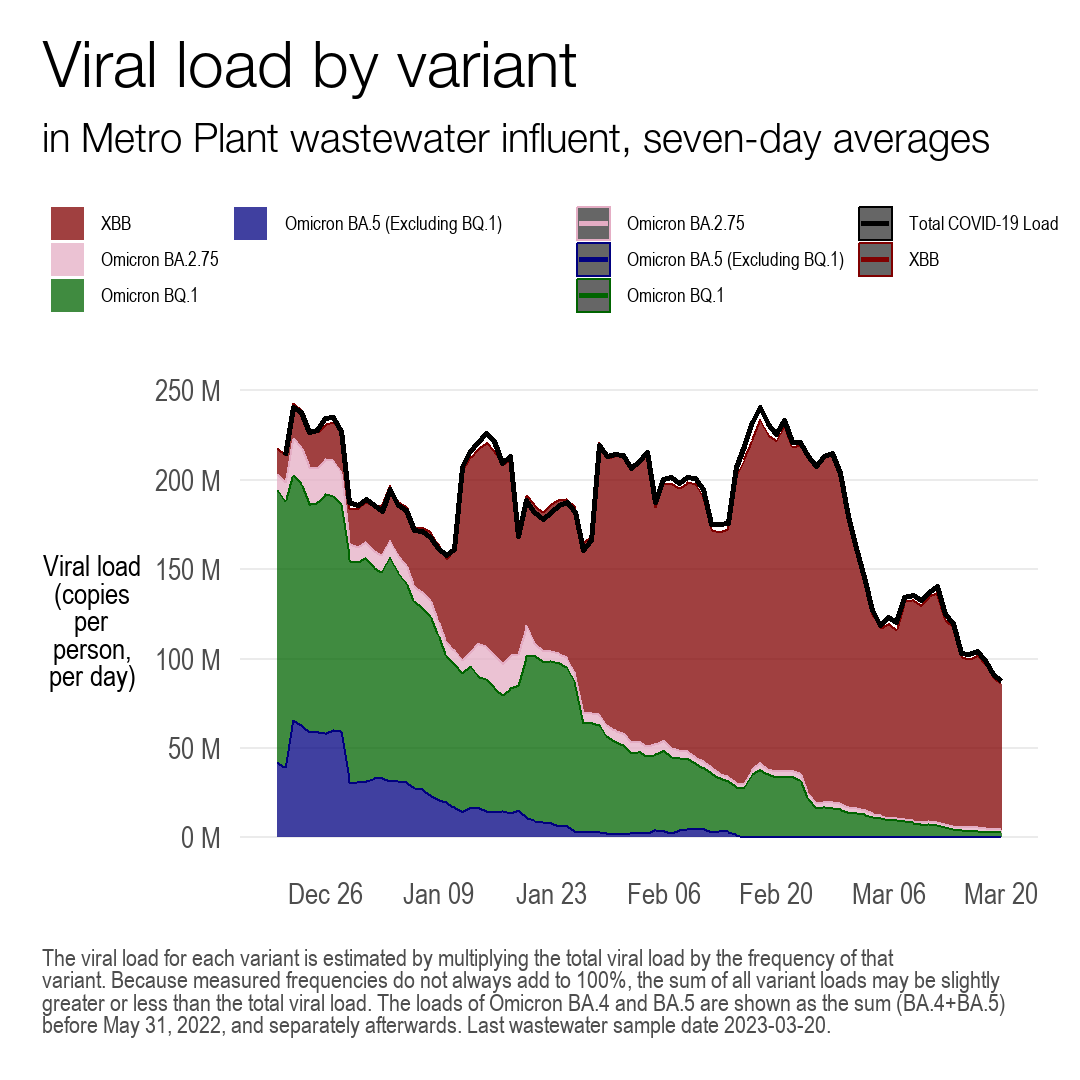 Viral load by variant
in Metro Plant wastewater influent, seven-day averages
XBB
Omicron BA.5 (Excluding BQ.1)
Omicron BA.2.75
Total COVID-19 Load
Omicron BA.2.75
Omicron BA.5 (Excluding BQ.1)
XBB
Omicron BQ.1
Omicron BQ.1
250 M
200 M
150 M
100 M
50 M
0 M
Viral load
(copies
per
person,
per day)
Dec 26
Jan 09
Jan 23
Feb 06
Feb 20
Mar 06
Mar 20
The viral load for each variant is estimated by multiplying the total viral load by the frequency of that
variant. Because measured frequencies do not always add to 100%, the sum of all variant loads may be slightly
greater or less than the total viral load. The loads of Omicron BA.4 and BA.5 are shown as the sum (BA.4+BA.5)
before May 31, 2022, and separately afterwards. Last wastewater sample date 2023-03-20.